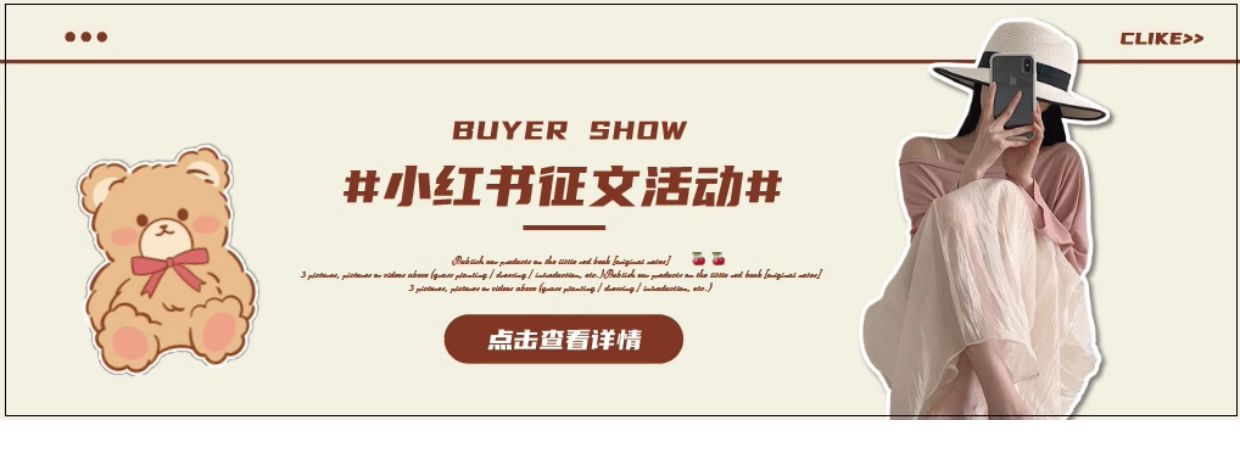 CLIKE>>
BUYER SHOW
#小红书征文活动#
Publish our products on the little red book [original notes]
3 pictures, pictures or videos above (grass planting / dressing / introduction, etc.)Publish our products on the little red book [original notes]
3 pictures, pictures or videos above (grass planting / dressing / introduction, etc.)
点击查看详情